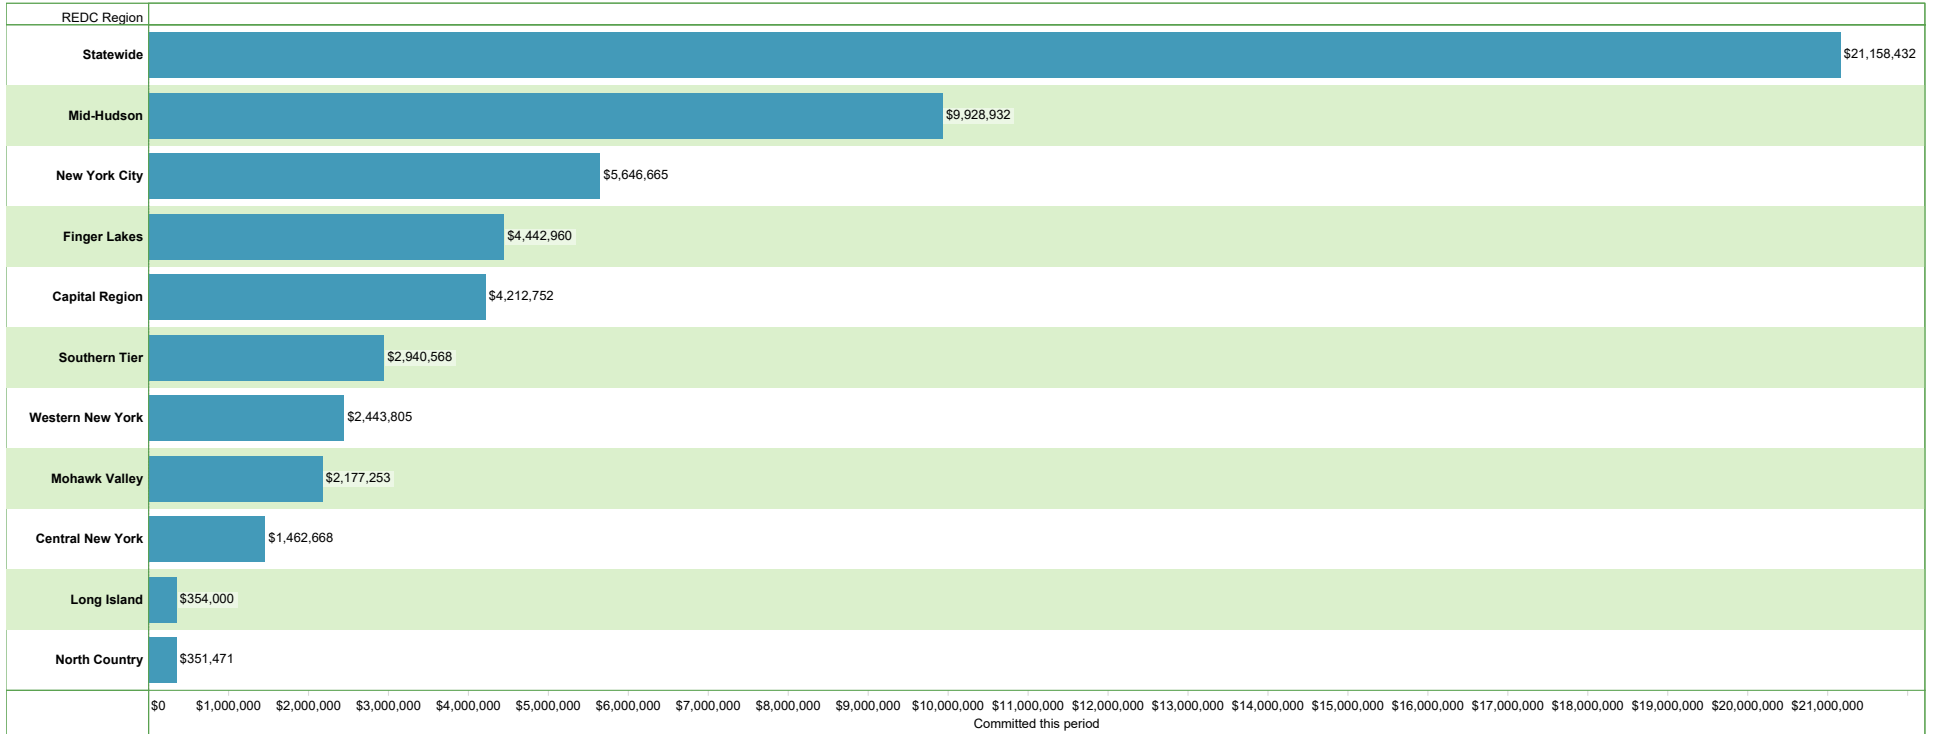 REDC Region
Statewide $21,158,432
Mid-Hudson $9,928,932
New York City $5,646,665
Finger Lakes $4,442,960
Capital Region $4,212,752
Southern Tier $2,940,568
Western New York $2,443,805
Mohawk Valley $2,177,253
Central New York $1,462,668
Long Island $354,000
North Country $351,471
$0 $1,000,000 $2,000,000 $3,000,000 $4,000,000 $5,000,000 $6,000,000 $7,000,000 $8,000,000 $9,000,000 $10,000,000 $11,000,000 $12,000,000 $13,000,000 $14,000,000 $15,000,000 $16,000,000 $17,000,000 $18,000,000 $19,000,000 $20,000,000 $21,000,000
Committed this period